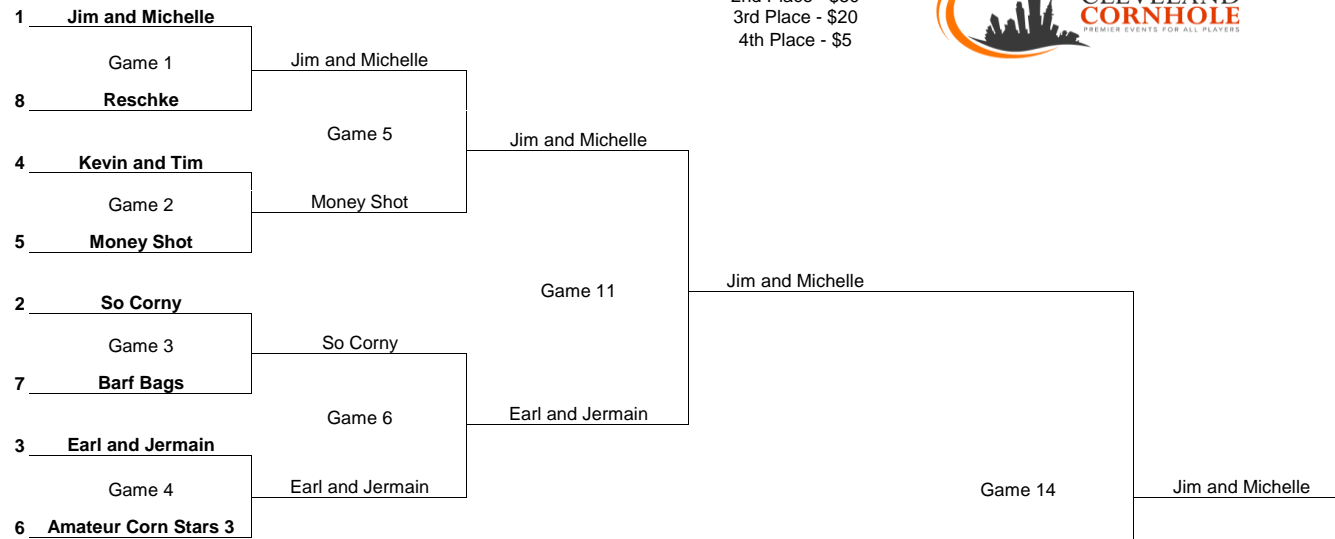 2nd Place - $50
3rd Place - $20
4th Place - $5
CLEVELAND
CORNHOLE
PREMIER EVENTS FOR ALL PLAYERS
1 Jim and Michelle
Game 1
Jim and Michelle
8 Reschke
Game 5
Jim and Michelle
4 Kevin and Tim
Game 2
Money Shot
5 Money Shot
Game 11
Jim and Michelle
2 So Corny
Game 3
So Corny
7 Barf Bags
Game 6
Earl and Jermain
3 Earl and Jermain
Game 4
Earl and Jermain
Game 14
Jim and Michelle
6 Amateur Corn Stars 3